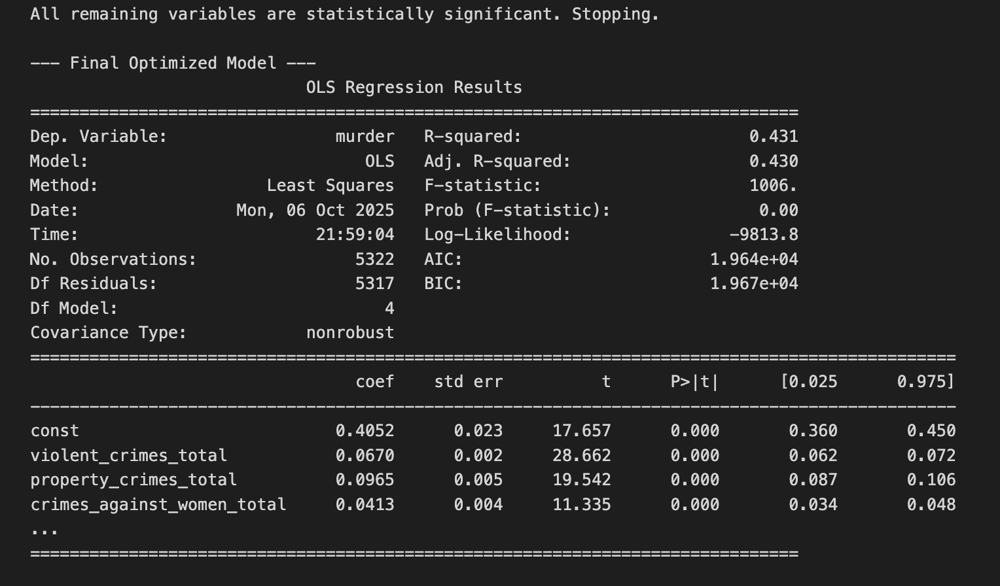 All remaining variables are statistically significant. Stopping.
--- Final Optimized Model ---
                            OLS Regression Results
==============================================================================
Dep. Variable:                 murder   R-squared:                       0.431
Model:                            OLS   Adj. R-squared:                  0.430
Method:                 Least Squares   F-statistic:                     1006.
Date:                Mon, 06 Oct 2025   Prob (F-statistic):               0.00
Time:                        21:59:04   Log-Likelihood:                -9813.8
No. Observations:                5322   AIC:                         1.964e+04
Df Residuals:                    5317   BIC:                         1.967e+04
Df Model:                           4
Covariance Type:            nonrobust
==============================================================================================
                                 coef    std err          t      P>|t|      [0.025      0.975]
----------------------------------------------------------------------------------------------
const                          0.4052      0.023     17.657      0.000       0.360       0.450
violent_crimes_total           0.0670      0.002     28.662      0.000       0.062       0.072
property_crimes_total          0.0965      0.005     19.542      0.000       0.087       0.106
crimes_against_women_total     0.0413      0.004     11.335      0.000       0.034       0.048
...
==============================================================================